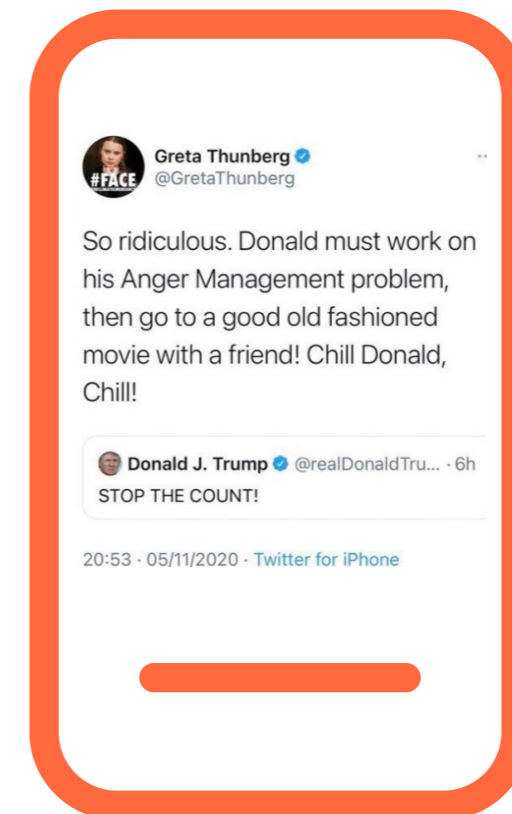 Greta Thunberg
#FACE @GretaThunberg
So ridiculous. Donald must work on
his Anger Management problem,
then go to a good old fashioned
movie with a friend! Chill Donald,
Chill!
Donald J. Trump @realDonaldTru... · 6h
STOP THE COUNT!
20:53 · 05/11/2020 · Twitter for iPhone